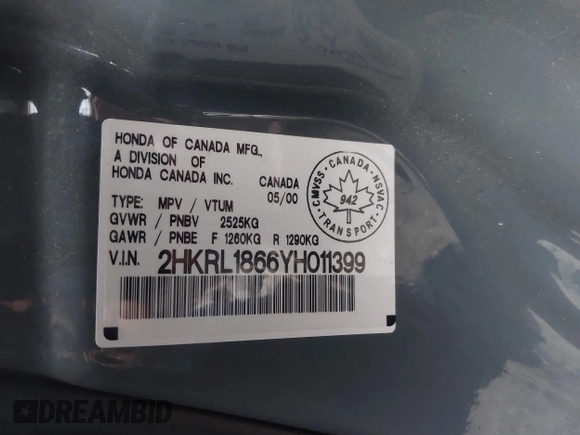 HONDA OF CANADA MFG.,
A DIVISION OF
HONDA CANADA INC. CANADA
05/00
TYPE: MPV / VTUM
GVWR / PNBV 2525KG
GAWR / PNBE F 1260KG R 1290KG
V.I.N. 2HKRL1866YH011399
CMVSS · CANADA · NSVAC
942
TRANSPORT
DREAMBID